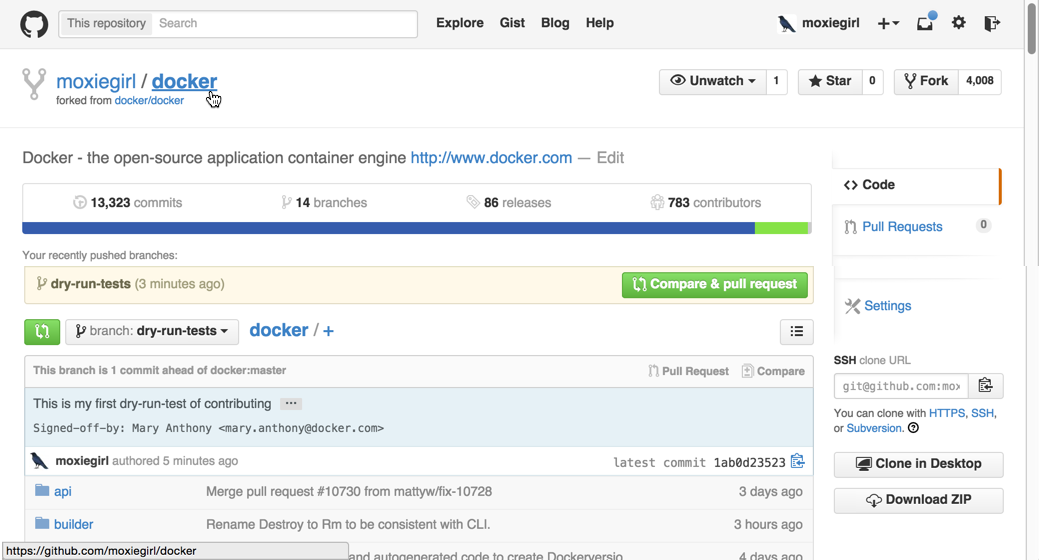 This repository Search Explore Gist Blog Help moxiegirl
moxiegirl / docker Unwatch 1 Star 0 Fork 4,008
forked from docker/docker
Docker - the open-source application container engine http://www.docker.com — Edit
<> Code
13,323 commits 14 branches 86 releases 783 contributors
Pull Requests 0
Your recently pushed branches:
dry-run-tests (3 minutes ago) Compare & pull request
Settings
branch: dry-run-tests docker / +
SSH clone URL
This branch is 1 commit ahead of docker:master Pull Request Compare
git@github.com:mox
This is my first dry-run-test of contributing ...
You can clone with HTTPS, SSH,
or Subversion.
Signed-off-by: Mary Anthony <mary.anthony@docker.com>
moxiegirl authored 5 minutes ago latest commit 1ab0d23523
Clone in Desktop
api Merge pull request #10730 from mattyw/fix-10728 3 days ago
Download ZIP
builder Rename Destroy to Rm to be consistent with CLI. 3 hours ago
https://github.com/moxiegirl/docker
and autogenerated code to create Dockerversio 4 days ago